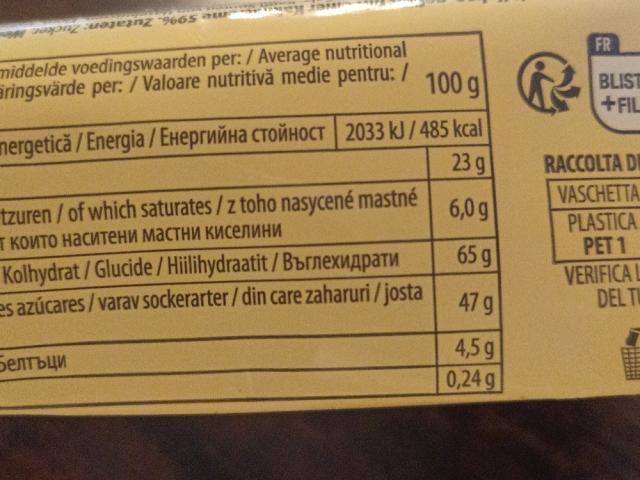 middelde voedingswaarden per: / Average nutritional
äringsvärde per: / Valoare nutritivă medie pentru: /
100 g
nergetică / Energia / Енергийна стойност
2033 kJ / 485 kcal
23 g
tzuren / of which saturates / z toho nasycené mastné
т които наситени мастни киселини
6,0 g
Kolhydrat / Glucide / Hiilihydraatit / Въглехидрати
65 g
es azúcares / varav sockerarter / din care zaharuri / josta
47 g
Белтъци
4,5 g
0,24 g
FR
BLIST
+FIL
RACCOLTA DI
VASCHETTA
PLASTICA
PET 1
VERIFICA L
DEL TU